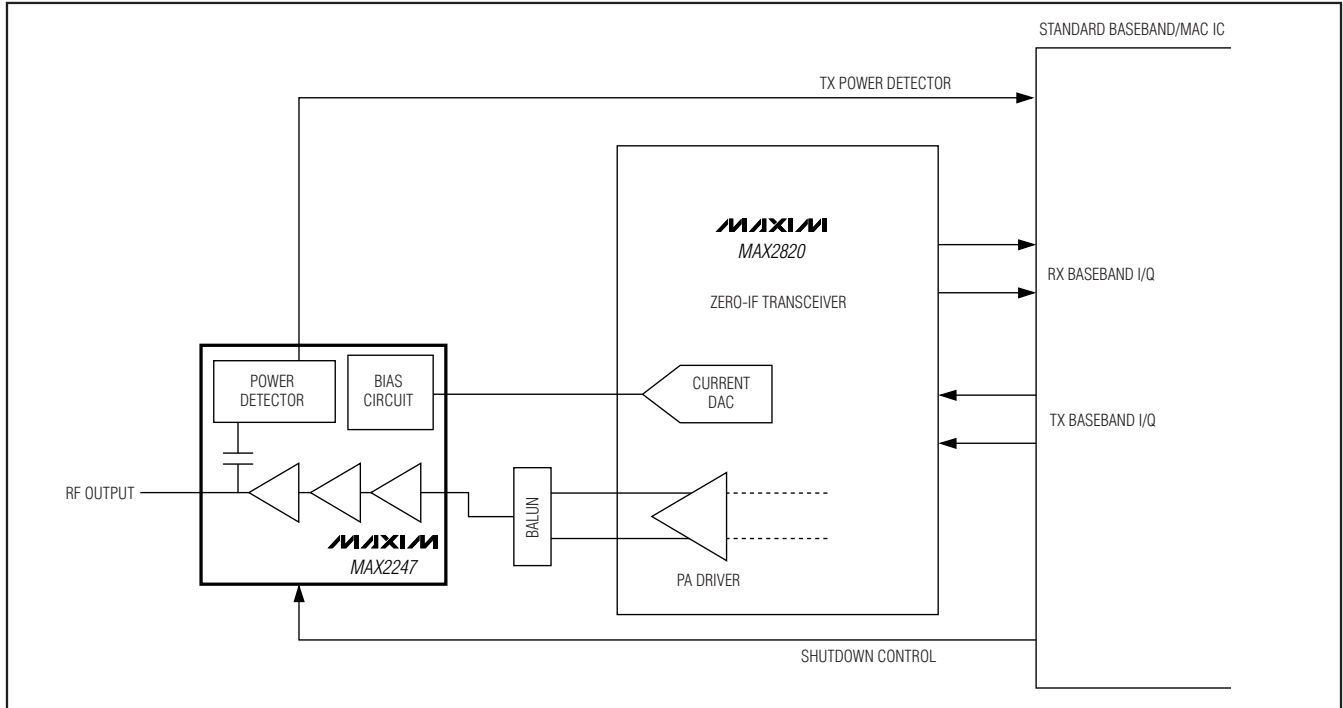 STANDARD BASEBAND/MAC IC
TX POWER DETECTOR
MAXIM
MAX2820
ZERO-IF TRANSCEIVER
RX BASEBAND I/Q
POWER
DETECTOR
BIAS
CIRCUIT
CURRENT
DAC
TX BASEBAND I/Q
RF OUTPUT
BALUN
MAXIM
MAX2247
PA DRIVER
SHUTDOWN CONTROL